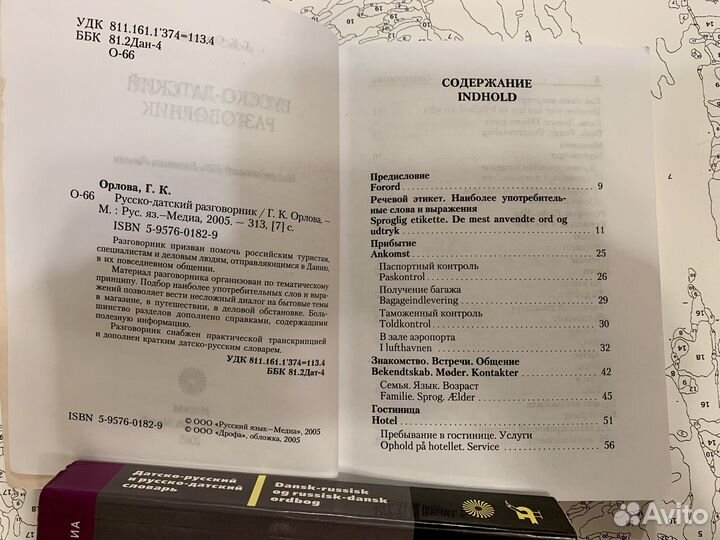 УДК 811.161.1'374=113.4
ББК 81.2Дан-4
О-66
РУССКО-ДАТСКИЙ
РАЗГОВОРНИК
Орлова, Г. К.
О-66 Русско-датский разговорник / Г. К. Орлова. –
М. : Рус. яз.–Медиа, 2005. – 313, [7] с.
ISBN 5-9576-0182-9
Разговорник призван помочь российским туристам,
специалистам и деловым людям, отправляющимся в Данию,
в их повседневном общении.
Материал разговорника организован по тематическому
принципу. Подбор наиболее употребительных слов и выра-
жений позволяет вести несложный диалог на бытовые темы
в магазине, в путешествии, в деловой обстановке. Боль-
шинство разделов дополнено справками, содержащими
полезную информацию.
Разговорник снабжен практической транскрипцией
и дополнен кратким датско-русским словарем.
УДК 811.161.1'374=113.4
ББК 81.2Дат-4
© ООО «Русский язык–Медиа», 2005
ISBN 5-9576-0182-9 © ООО «Дрофа», обложка, 2005
СОДЕРЖАНИЕ
INDHOLD
Предисловие
Forord 9
Речевой этикет. Наиболее употребитель-
ные слова и выражения
Sproglig etikette. De mest anvendte ord og
udtryk 11
Прибытие
Ankomst 25
Паспортный контроль
Paskontrol 26
Получение багажа
Bagageindlevering 29
Таможенный контроль
Toldkontrol 30
В зале аэропорта
I lufthavnen 32
Знакомство. Встречи. Общение
Bekendtskab. Møder. Kontakter 42
Семья. Язык. Возраст
Familie. Sprog. Ælder 45
Гостиница
Hotel 51
Пребывание в гостинице. Услуги
Ophold på hotellet. Service 56
Датско-русский
и русско-датский
словарь
Dansk-russisk
og russisk-dansk
ordbog
Avito